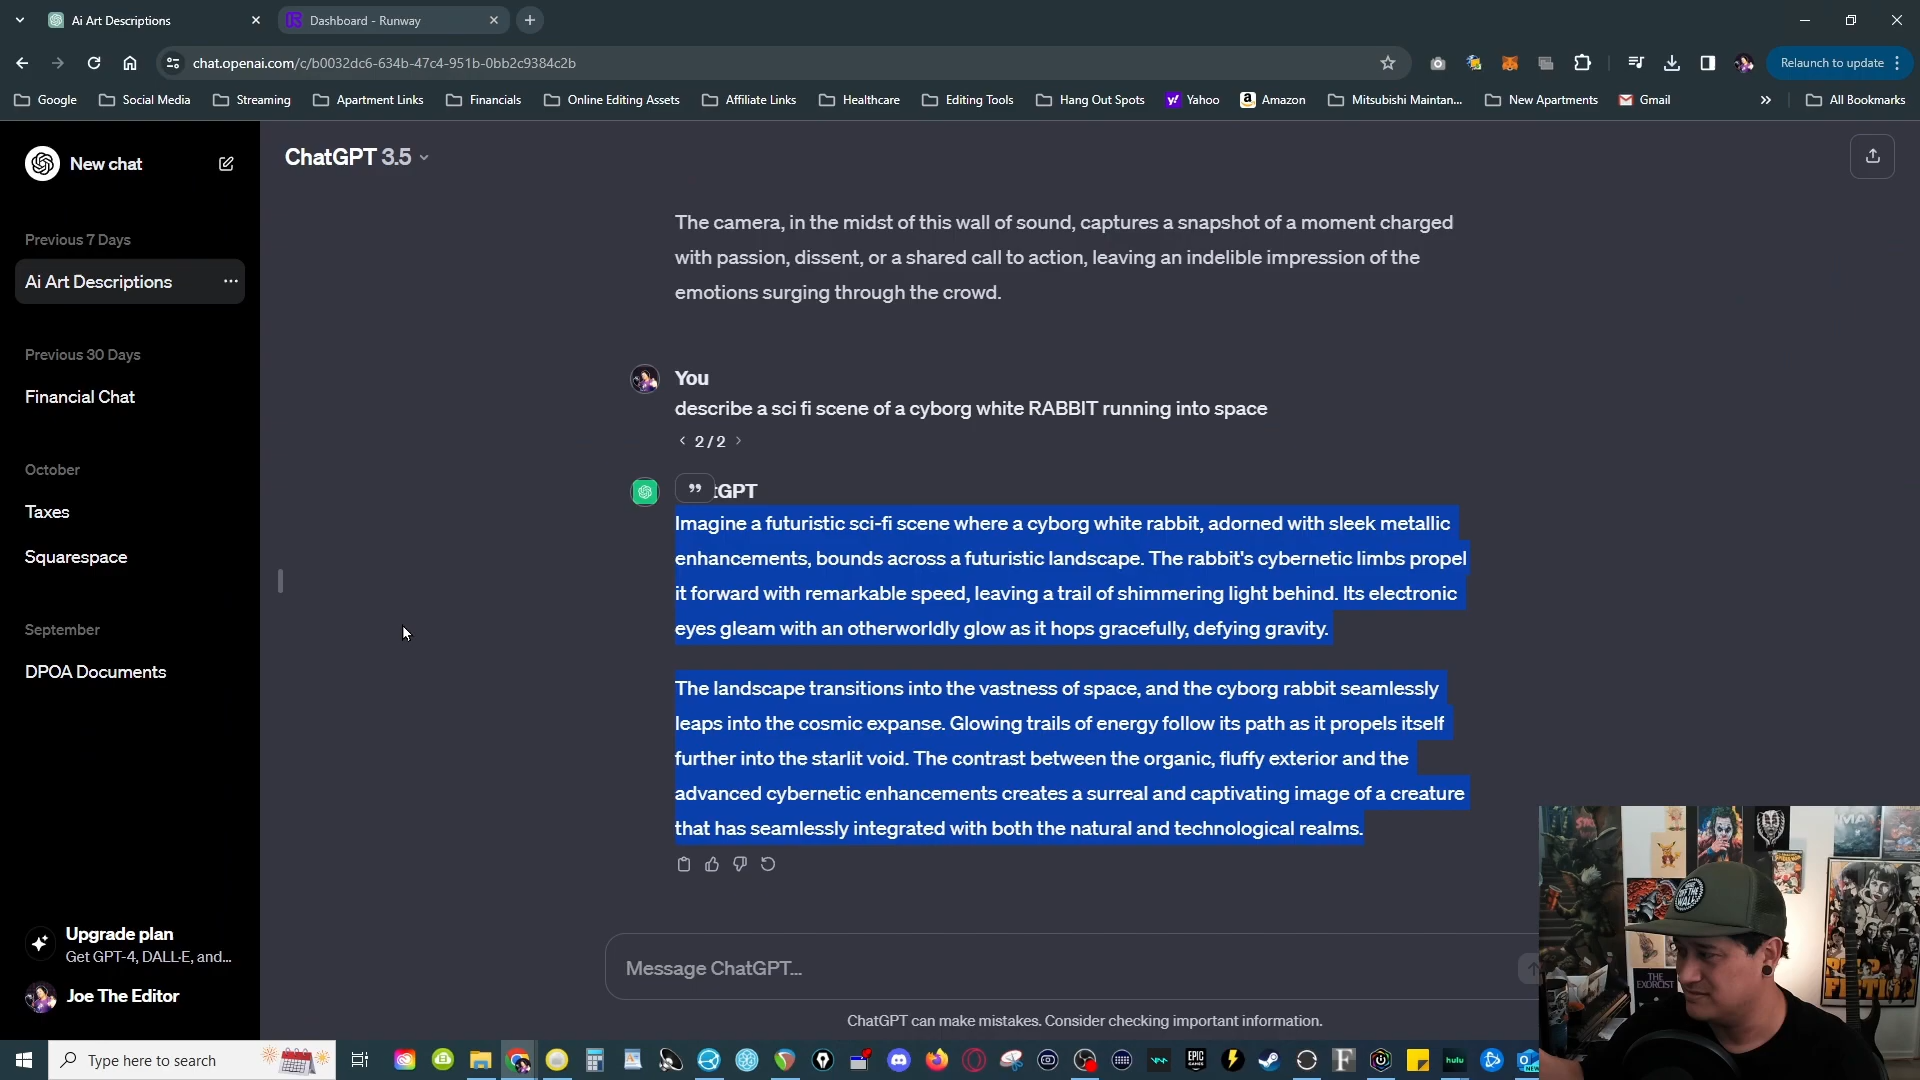 Ai Art Descriptions
Dashboard - Runway
chat.openai.com/c/b0032dc6-634b-47c4-951b-0bb2c9384c2b
Relaunch to update
Google
Social Media
Streaming
Apartment Links
Financials
Online Editing Assets
Affiliate Links
Healthcare
Editing Tools
Hang Out Spots
Yahoo
Amazon
Mitsubishi Maintan...
New Apartments
Gmail
All Bookmarks
New chat
Previous 7 Days
Ai Art Descriptions
Previous 30 Days
Financial Chat
October
Taxes
Squarespace
September
DPOA Documents
Upgrade plan
Get GPT-4, DALL·E, and...
Joe The Editor
ChatGPT 3.5
The camera, in the midst of this wall of sound, captures a snapshot of a moment charged
with passion, dissent, or a shared call to action, leaving an indelible impression of the
emotions surging through the crowd.
You
describe a sci fi scene of a cyborg white RABBIT running into space
2 / 2
tGPT
Imagine a futuristic sci-fi scene where a cyborg white rabbit, adorned with sleek metallic
enhancements, bounds across a futuristic landscape. The rabbit's cybernetic limbs propel
it forward with remarkable speed, leaving a trail of shimmering light behind. Its electronic
eyes gleam with an otherworldly glow as it hops gracefully, defying gravity.
The landscape transitions into the vastness of space, and the cyborg rabbit seamlessly
leaps into the cosmic expanse. Glowing trails of energy follow its path as it propels itself
further into the starlit void. The contrast between the organic, fluffy exterior and the
advanced cybernetic enhancements creates a surreal and captivating image of a creature
that has seamlessly integrated with both the natural and technological realms.
Message ChatGPT...
ChatGPT can make mistakes. Consider checking important information.
THE
EXORCIST
FICTION
Type here to search
EPIC
GAMES
hulu
NEW